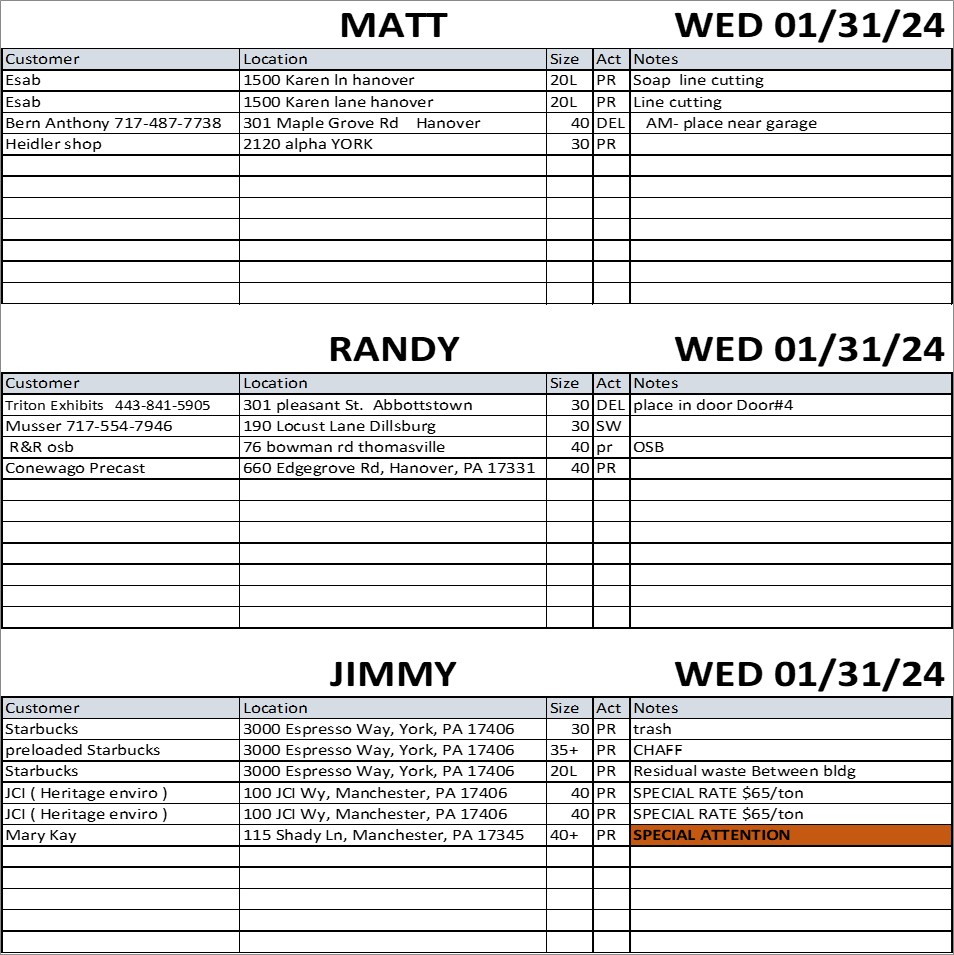 MATT WED 01/31/24
Customer Location Size Act Notes
Esab 1500 Karen ln hanover 20L PR Soap line cutting
Esab 1500 Karen lane hanover 20L PR Line cutting
Bern Anthony 717-487-7738 301 Maple Grove Rd Hanover 40 DEL AM- place near garage
Heidler shop 2120 alpha YORK 30 PR
RANDY WED 01/31/24
Customer Location Size Act Notes
Triton Exhibits 443-841-5905 301 pleasant St. Abbottstown 30 DEL place in door Door#4
Musser 717-554-7946 190 Locust Lane Dillsburg 30 SW
R&R osb 76 bowman rd thomasville 40 pr OSB
Conewago Precast 660 Edgegrove Rd, Hanover, PA 17331 40 PR
JIMMY WED 01/31/24
Customer Location Size Act Notes
Starbucks 3000 Espresso Way, York, PA 17406 30 PR trash
preloaded Starbucks 3000 Espresso Way, York, PA 17406 35+ PR CHAFF
Starbucks 3000 Espresso Way, York, PA 17406 20L PR Residual waste Between bldg
JCI ( Heritage enviro ) 100 JCI Wy, Manchester, PA 17406 40 PR SPECIAL RATE $65/ton
JCI ( Heritage enviro ) 100 JCI Wy, Manchester, PA 17406 40 PR SPECIAL RATE $65/ton
Mary Kay 115 Shady Ln, Manchester, PA 17345 40+ PR SPECIAL ATTENTION